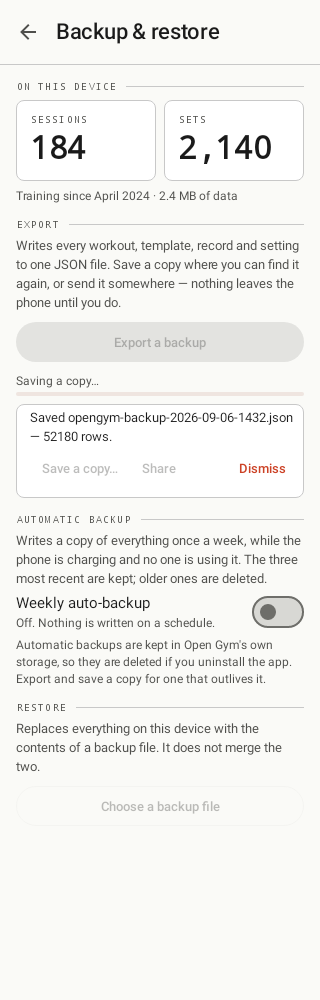 Backup & restore
ON THIS DEVICE
SESSIONS
184
SETS
2,140
Training since April 2024 · 2.4 MB of data
EXPORT
Writes every workout, template, record and setting
to one JSON file. Save a copy where you can find it
again, or send it somewhere — nothing leaves the
phone until you do.
Export a backup
Saving a copy…
Saved opengym-backup-2026-09-06-1432.json
— 52180 rows.
Save a copy…
Share
Dismiss
AUTOMATIC BACKUP
Writes a copy of everything once a week, while the
phone is charging and no one is using it. The three
most recent are kept; older ones are deleted.
Weekly auto-backup
Off. Nothing is written on a schedule.
Automatic backups are kept in Open Gym's own
storage, so they are deleted if you uninstall the app.
Export and save a copy for one that outlives it.
RESTORE
Replaces everything on this device with the
contents of a backup file. It does not merge the
two.
Choose a backup file